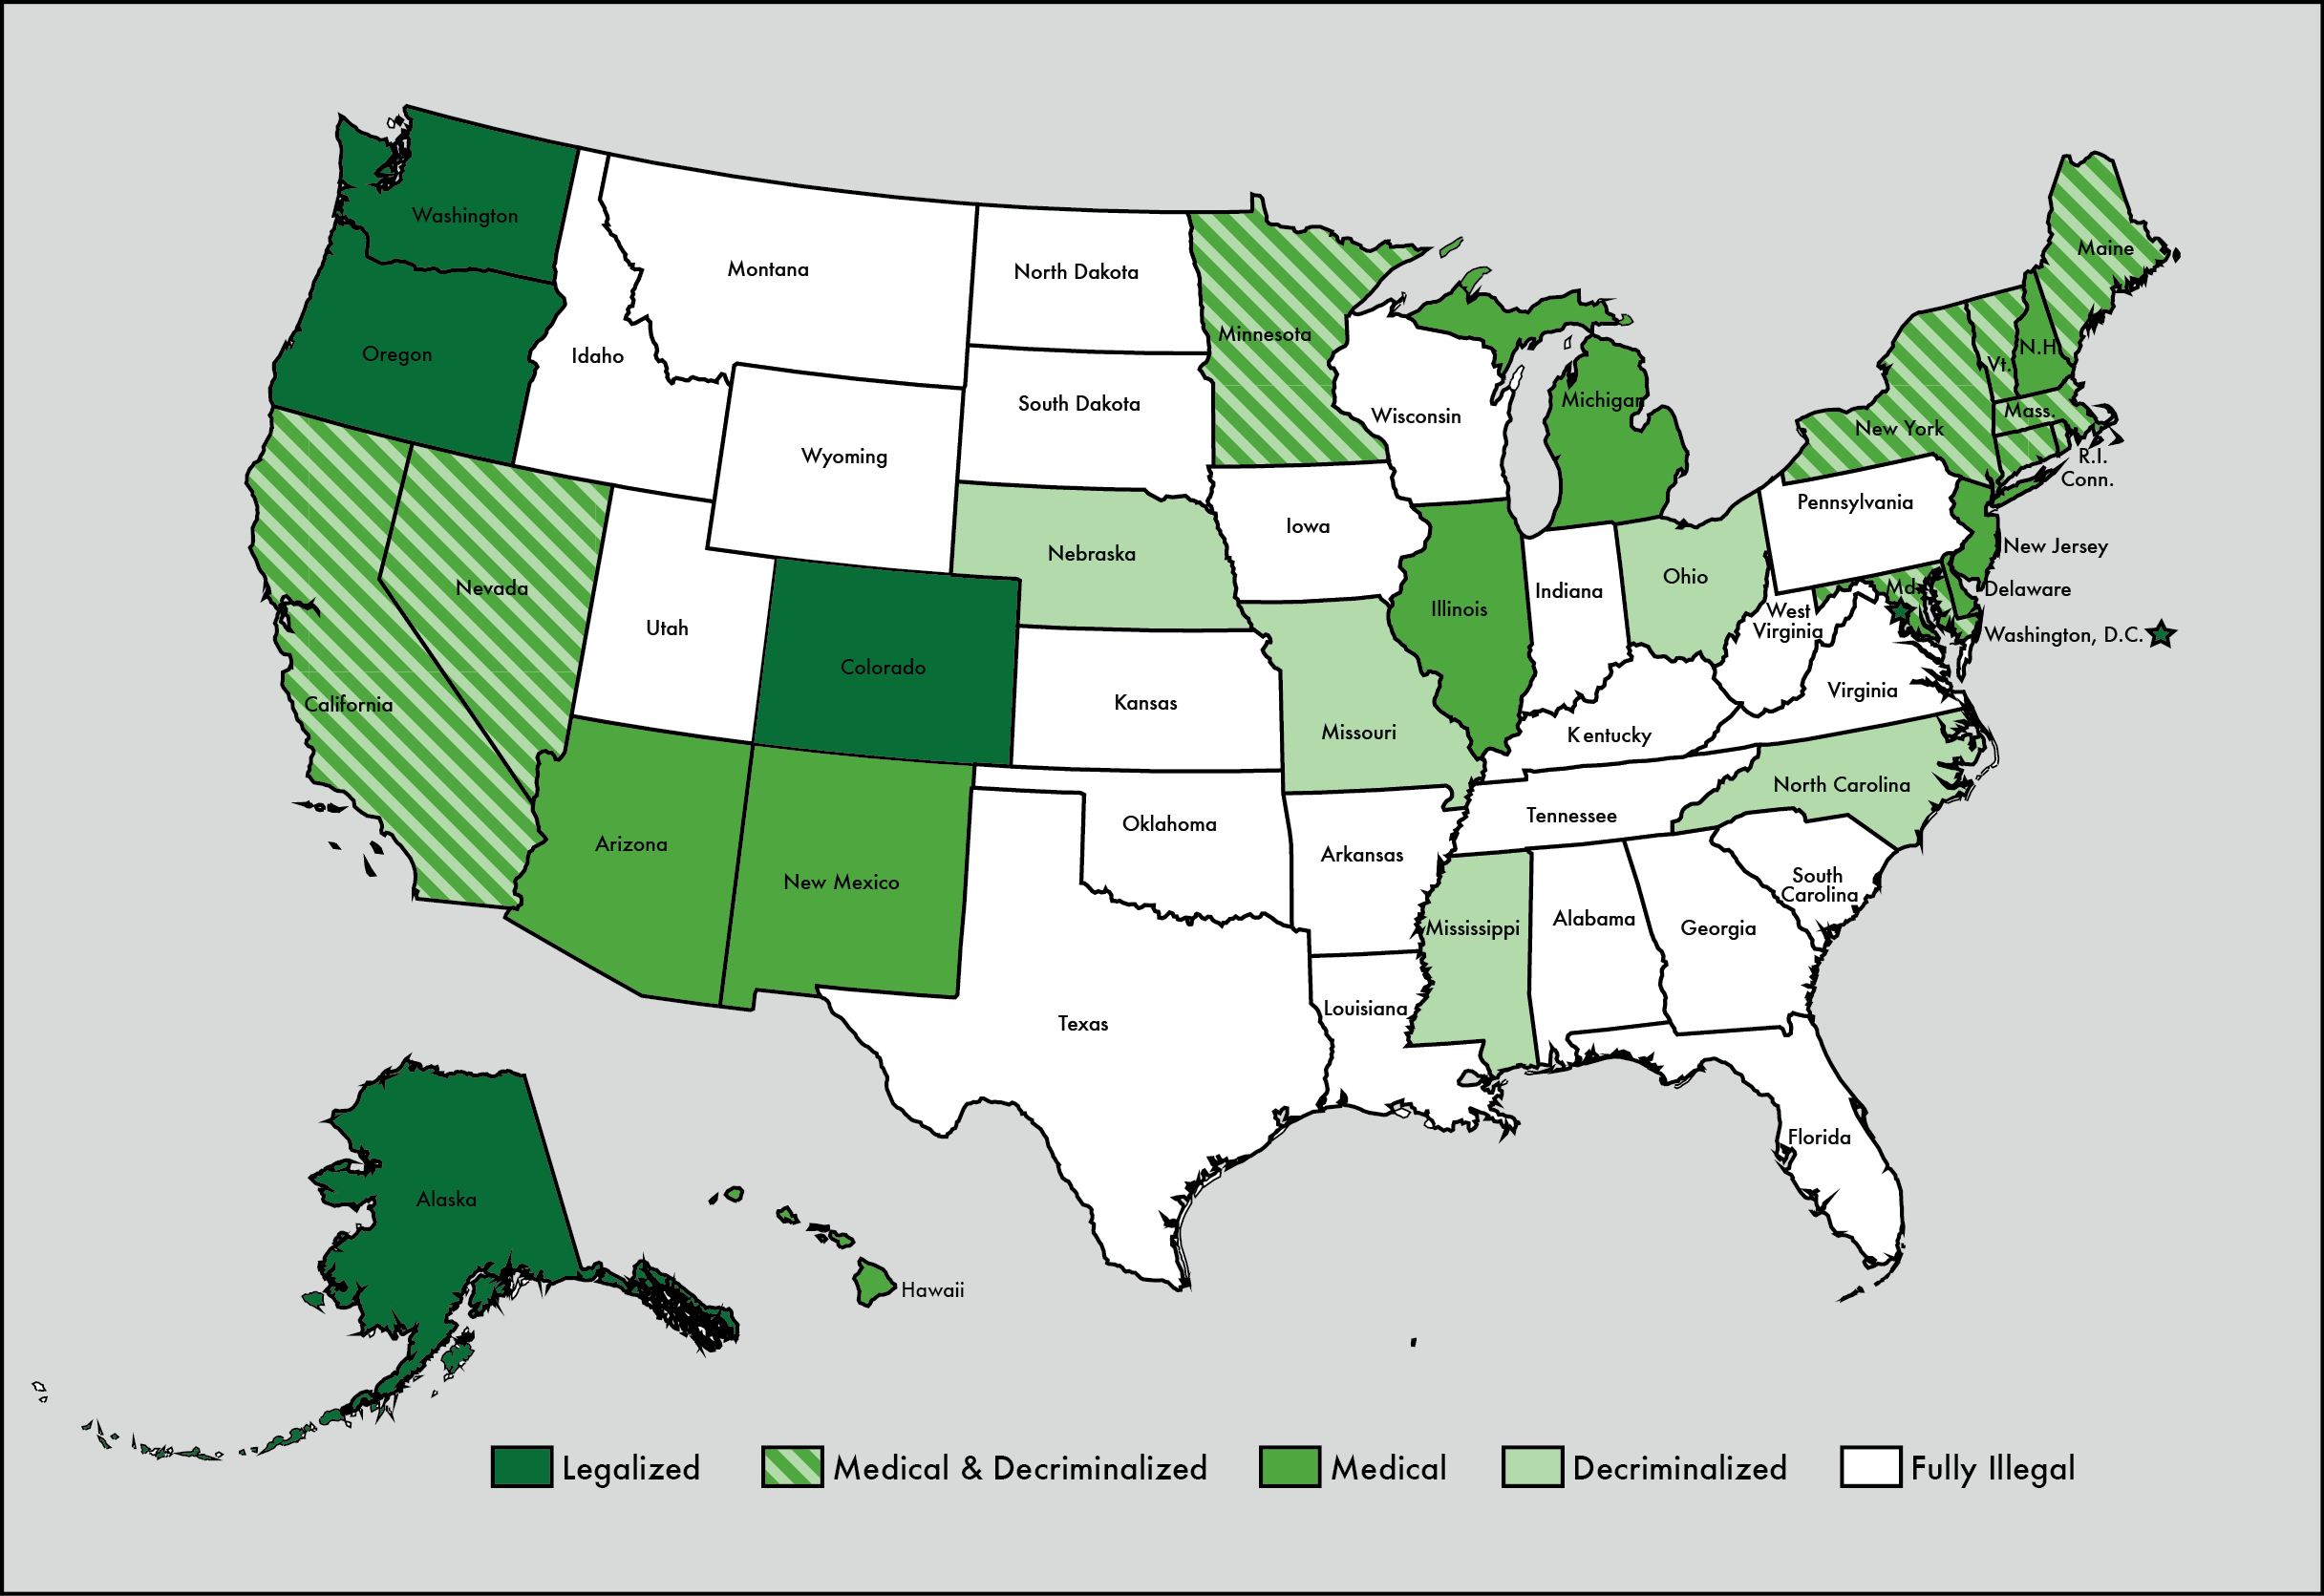 Washington
Maine
Montana
North Dakota
Minnesota
Oregon
Idaho
Vt.
N.H.
South Dakota
Michigan
Wisconsin
Mass.
New York
Wyoming
R.I.
Conn.
Pennsylvania
Iowa
Nebraska
New Jersey
Nevada
Ohio
Indiana
Md.
Delaware
Illinois
West
Virginia
Utah
Washington, D.C.
Colorado
Virginia
California
Kansas
Missouri
Kentucky
North Carolina
Tennessee
Oklahoma
Arizona
Arkansas
New Mexico
South
Carolina
Alabama
Mississippi
Georgia
Louisiana
Texas
Florida
Alaska
Hawaii
Legalized
Medical & Decriminalized
Medical
Decriminalized
Fully Illegal